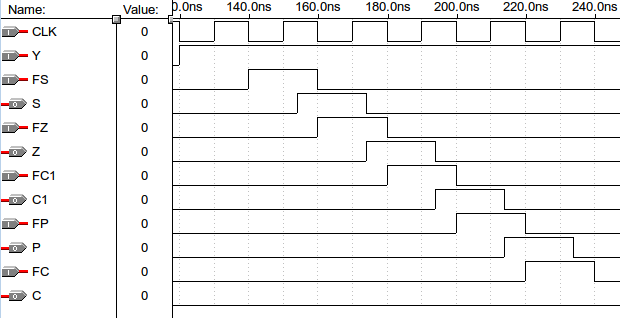 Name: Value: 0.0ns 140.0ns 160.0ns 180.0ns 200.0ns 220.0ns 240.0ns
CLK 0
Y 0
FS 0
S 0
FZ 0
Z 0
FC1 0
C1 0
FP 0
P 0
FC 0
C 0